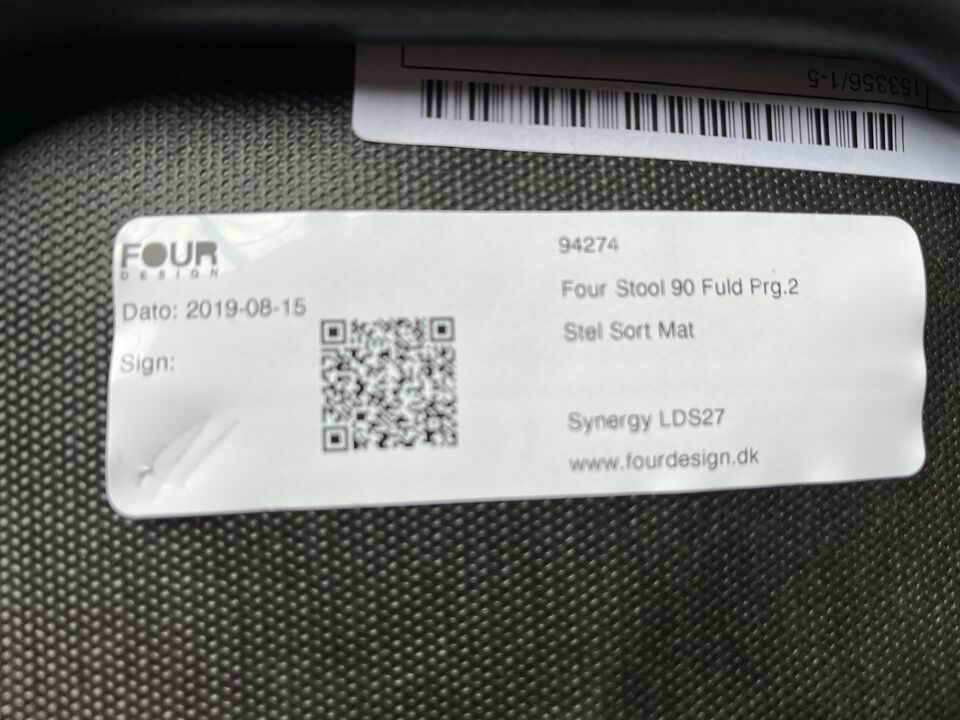 153356/1-5
FOUR
DESIGN
Dato: 2019-08-15
Sign:
94274
Four Stool 90 Fuld Prg.2
Stel Sort Mat
Synergy LDS27
www.fourdesign.dk